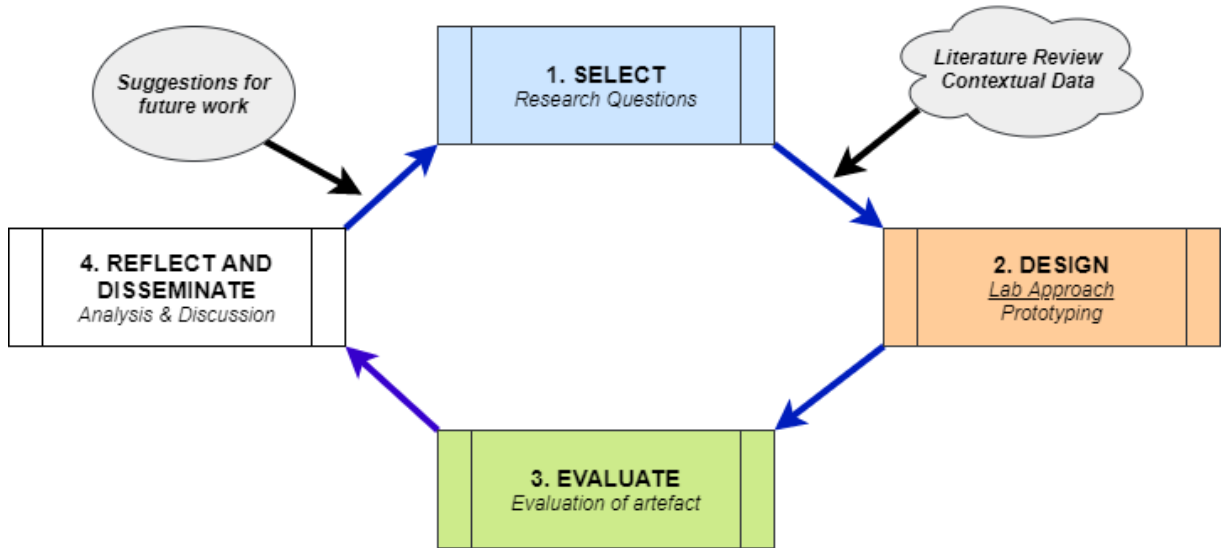 Suggestions for
future work
1. SELECT
Research Questions
Literature Review
Contextual Data
4. REFLECT AND
DISSEMINATE
Analysis & Discussion
2. DESIGN
Lab Approach
Prototyping
3. EVALUATE
Evaluation of artefact